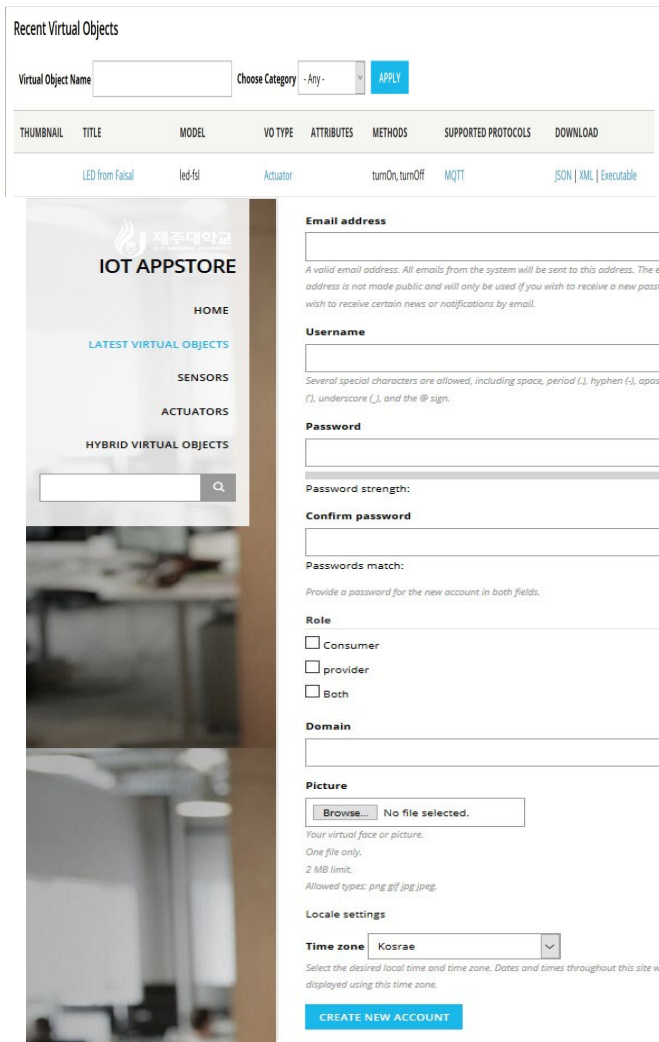 Recent Virtual Objects
Virtual Object Name
Choose Category - Any - APPLY
THUMBNAIL TITLE MODEL VO TYPE ATTRIBUTES METHODS SUPPORTED PROTOCOLS DOWNLOAD
LED from Faisal led-fsl Actuator turnOn, turnOff MQTT JSON | XML | Executable
제주대학교
IOT APPSTORE
HOME
LATEST VIRTUAL OBJECTS
SENSORS
ACTUATORS
HYBRID VIRTUAL OBJECTS
Email address
A valid email address. All emails from the system will be sent to this address. The e
address is not made public and will only be used if you wish to receive a new passw
wish to receive certain news or notifications by email.
Username
Several special characters are allowed, including space, period (.), hyphen (-), apos
('), underscore (_), and the @ sign.
Password
Password strength:
Confirm password
Passwords match:
Provide a password for the new account in both fields.
Role
Consumer
provider
Both
Domain
Picture
Browse... No file selected.
Your virtual face or picture.
One file only.
2 MB limit.
Allowed types: png gif jpg jpeg.
Locale settings
Time zone Kosrae
Select the desired local time and time zone. Dates and times throughout this site w
displayed using this time zone.
CREATE NEW ACCOUNT